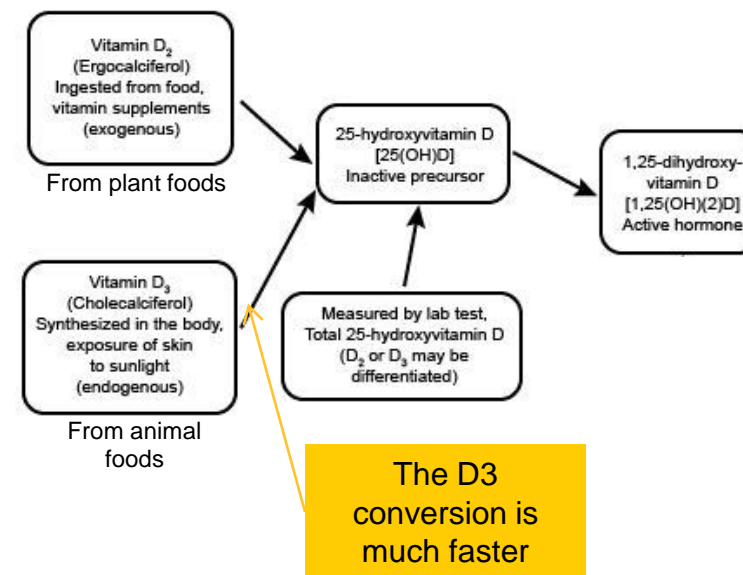 Vitamin D₂
(Ergocalciferol)
Ingested from food,
vitamin supplements
(exogenous)
From plant foods
25-hydroxyvitamin D
[25(OH)D]
Inactive precursor
1,25-dihydroxy-
vitamin D
[1,25(OH)(2)D]
Active hormone
Vitamin D₃
(Cholecalciferol)
Synthesized in the body,
exposure of skin
to sunlight
(endogenous)
From animal
foods
Measured by lab test,
Total 25-hydroxyvitamin D
(D₂ or D₃ may be
differentiated)
The D3
conversion is
much faster